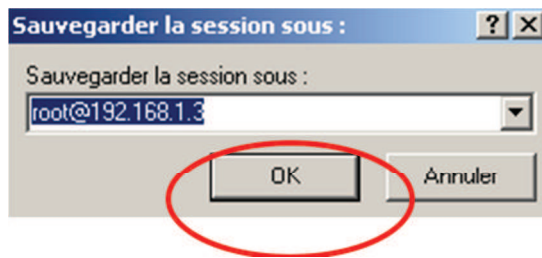 Sauvegarder la session sous :
Sauvegarder la session sous :
root@192.168.1.3
OK
Annuler